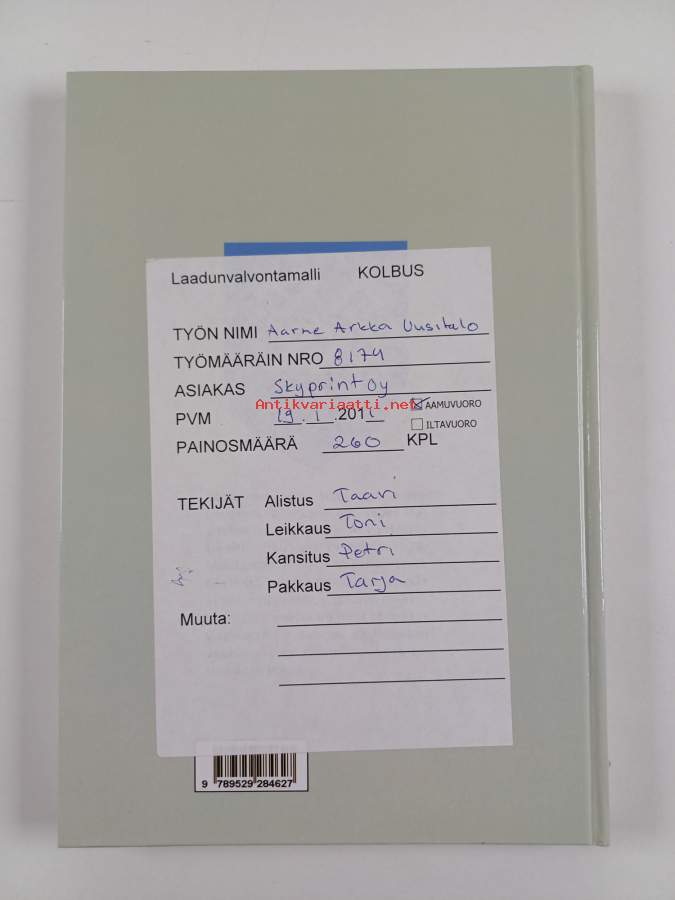 Laadunvalvontamalli KOLBUS
TYÖN NIMI Aarne Arkka Uusitalo
TYÖMÄÄRÄIN NRO 8174
ASIAKAS Skyprint Oy
Antikvariaatti.net
AAMUVUORO
PVM 19.1.2011
ILTAVUORO
PAINOSMÄÄRÄ 260 KPL
TEKIJÄT Alistus Taavi
Leikkaus Toni
Kansitus Petri
Pakkaus Tarja
Muuta:
9 789529 284627